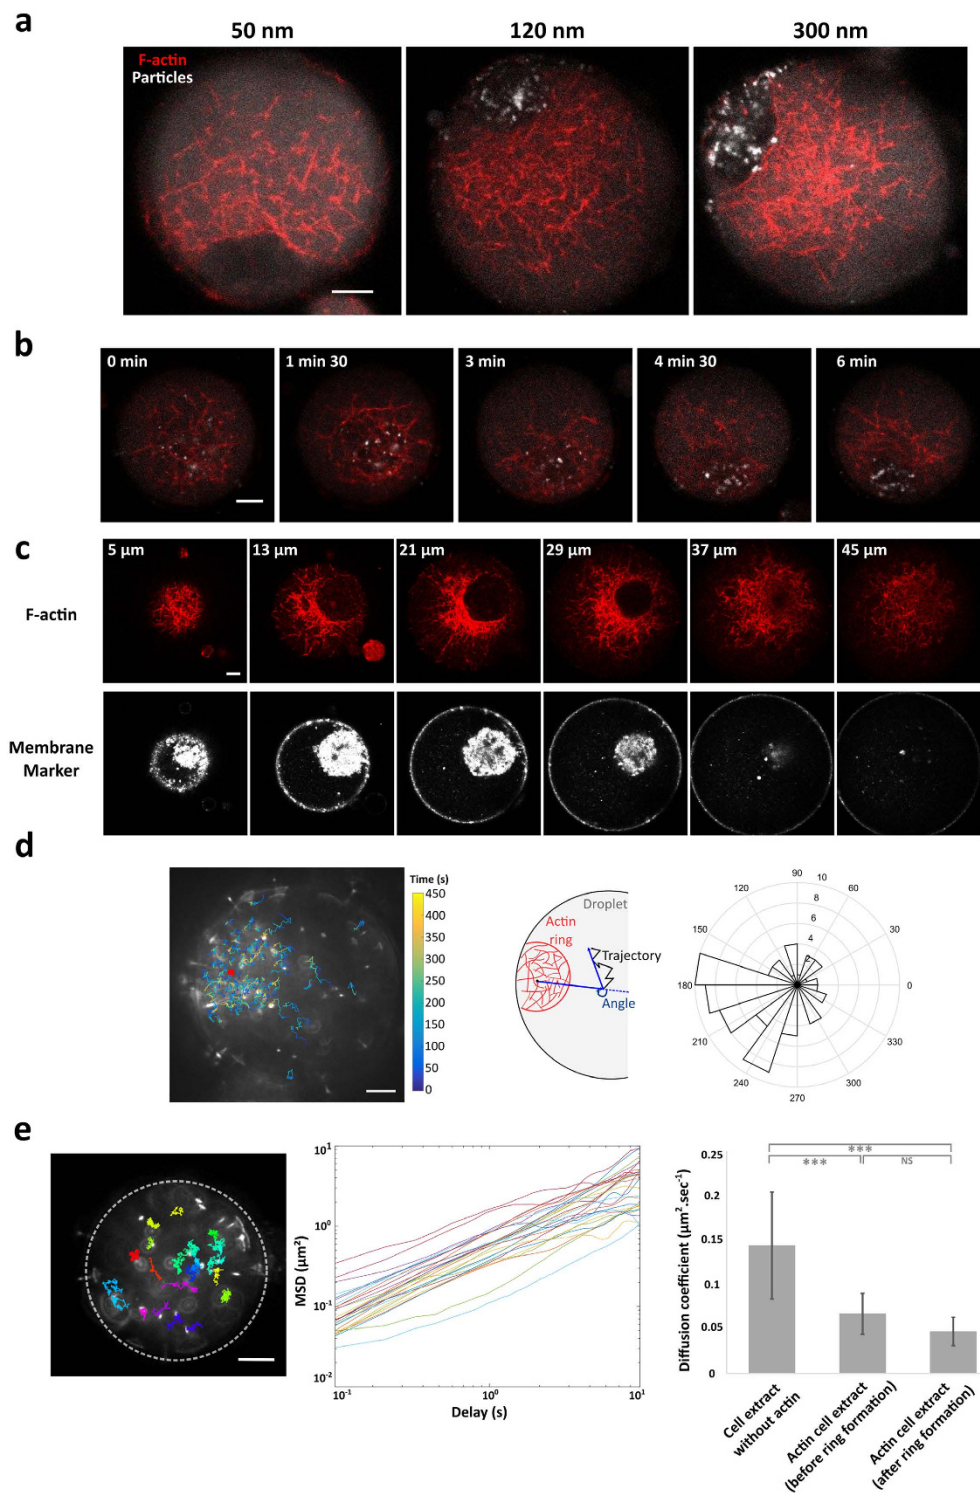 a
50 nm 120 nm 300 nm
F-actin
Particles
b
0 min 1 min 30 3 min 4 min 30 6 min
c
5 µm 13 µm 21 µm 29 µm 37 µm 45 µm
F-actin
Membrane
Marker
d
Time (s)
450
400
350
300
250
200
150
100
50
0
Droplet
Actin
ring
Trajectory
Angle
90
120 10 60
8
150 6 30
4
2
180 0
210 330
240 300
270
e
10¹
10⁰
10⁻¹
10⁻²
MSD (µm²)
10⁻¹ 10⁰ 10¹
Delay (s)
***
*** NS
0.25
0.2
0.15
0.1
0.05
0
Diffusion coefficient (µm².sec⁻¹)
Cell extract
without actin
Actin cell extract
(before ring formation)
Actin cell extract
(after ring formation)